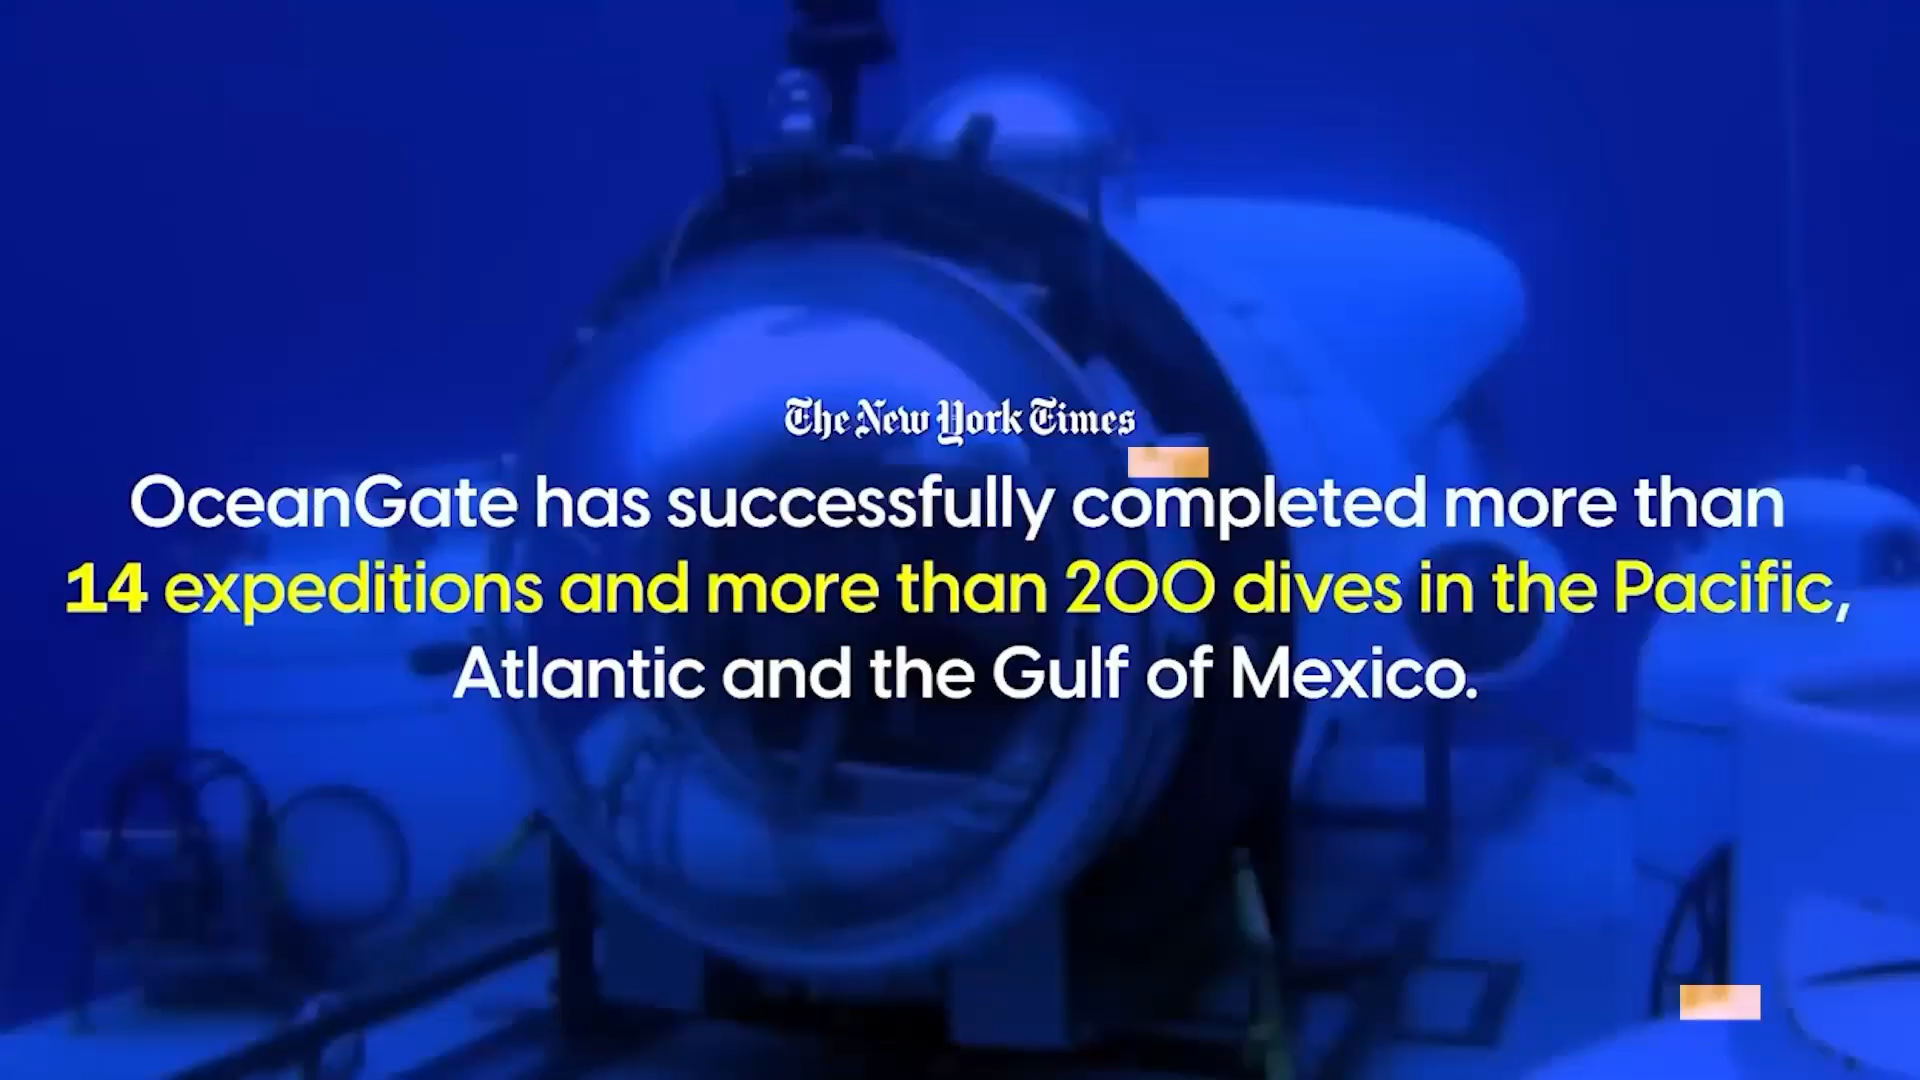 The New York Times
OceanGate has successfully completed more than
14 expeditions and more than 200 dives in the Pacific,
Atlantic and the Gulf of Mexico.